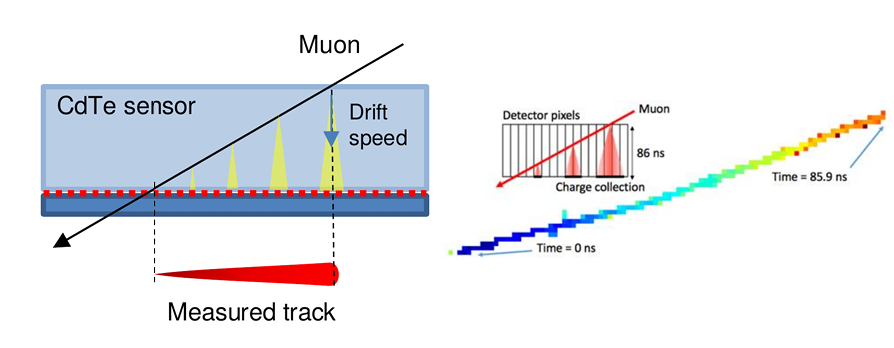 Muon
CdTe sensor
Drift
speed
Measured track
Detector pixels
Muon
86 ns
Charge collection
Time = 85.9 ns
Time = 0 ns